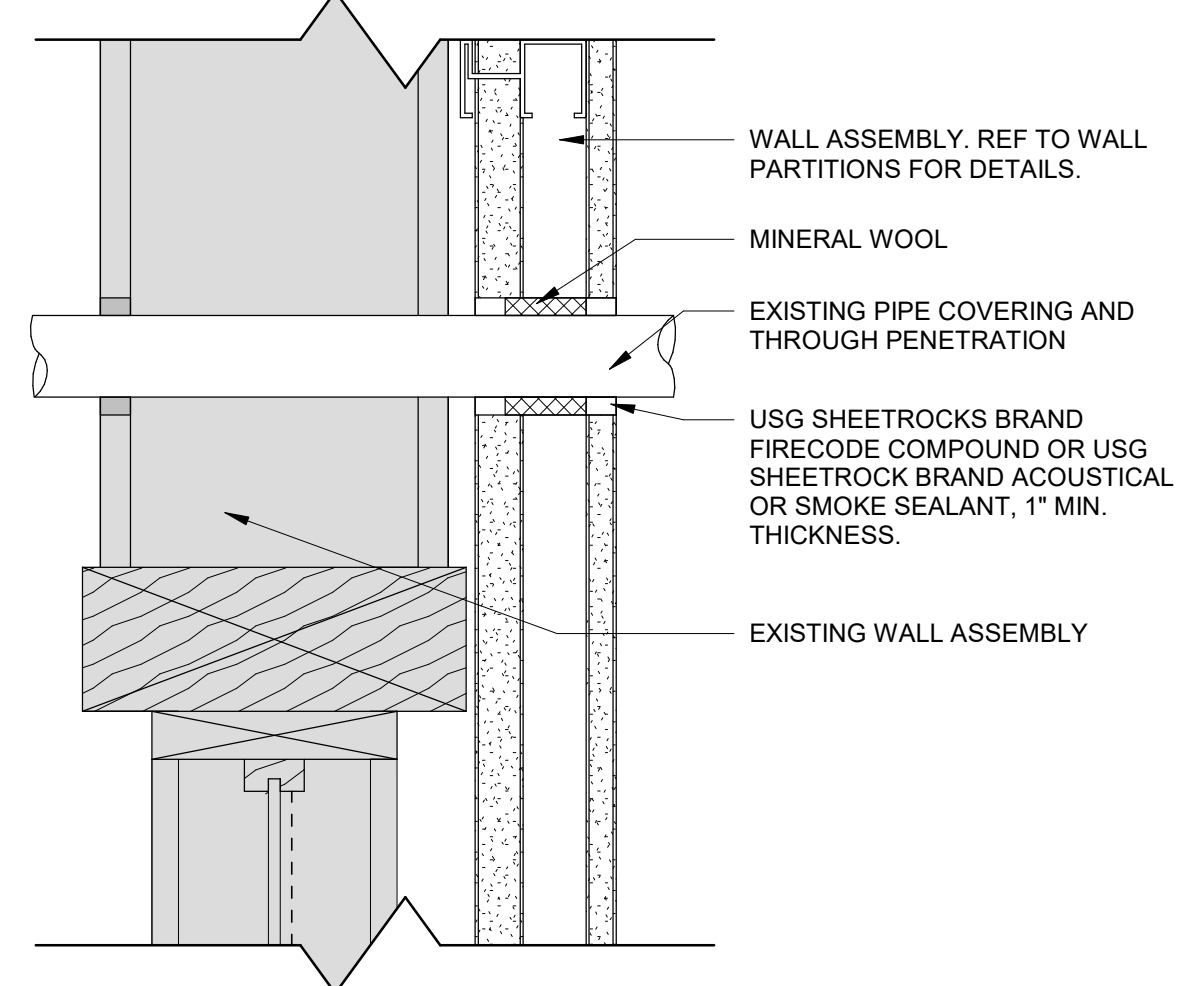 WALL ASSEMBLY. REF TO WALL
PARTITIONS FOR DETAILS.
MINERAL WOOL
EXISTING PIPE COVERING AND
THROUGH PENETRATION
USG SHEETROCKS BRAND
FIRECODE COMPOUND OR USG
SHEETROCK BRAND ACOUSTICAL
OR SMOKE SEALANT, 1" MIN.
THICKNESS.
EXISTING WALL ASSEMBLY